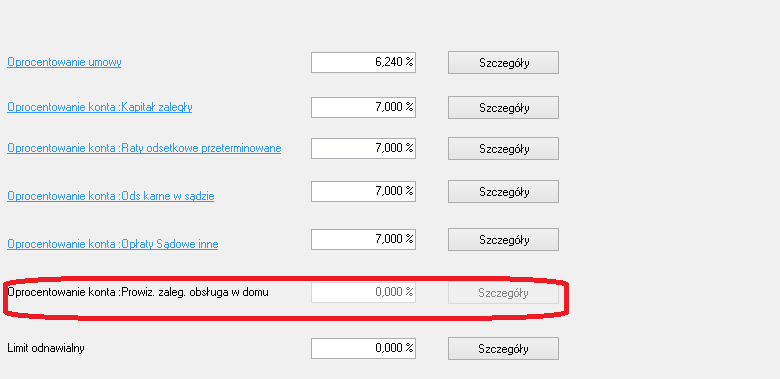 Oprocentowanie umowy 6,240 % Szczegóły
Oprocentowanie konta :Kapitał zaległy 7,000 % Szczegóły
Oprocentowanie konta :Raty odsetkowe przeterminowane 7,000 % Szczegóły
Oprocentowanie konta :Ods karne w sądzie 7,000 % Szczegóły
Oprocentowanie konta :Opłaty Sądowe inne 7,000 % Szczegóły
Oprocentowanie konta :Prowiz. zaleg. obsługa w domu 0,000 % Szczegóły
Limit odnawialny 0,000 % Szczegóły